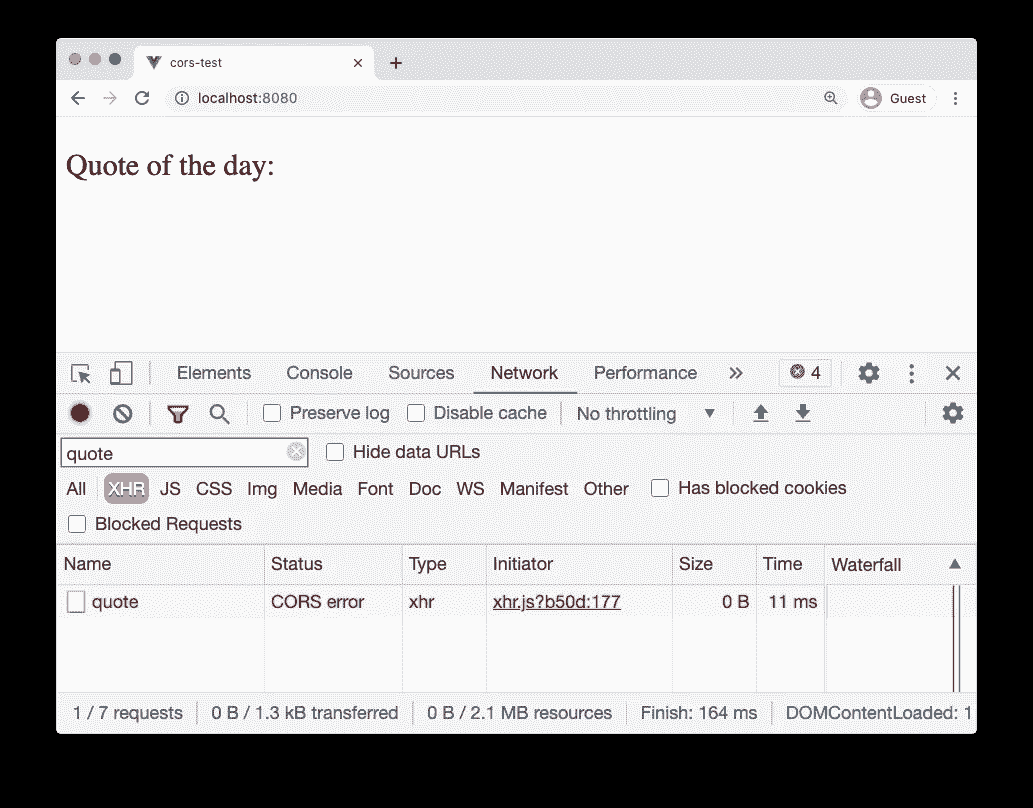 cors-test
localhost:8080
Guest
Quote of the day:
Elements Console Sources Network Performance » 4
Preserve log Disable cache No throttling
quote Hide data URLs
All XHR JS CSS Img Media Font Doc WS Manifest Other Has blocked cookies
Blocked Requests
Name Status Type Initiator Size Time Waterfall
quote CORS error xhr xhr.js?b50d:177 0 B 11 ms
1 / 7 requests 0 B / 1.3 kB transferred 0 B / 2.1 MB resources Finish: 164 ms DOMContentLoaded: 1